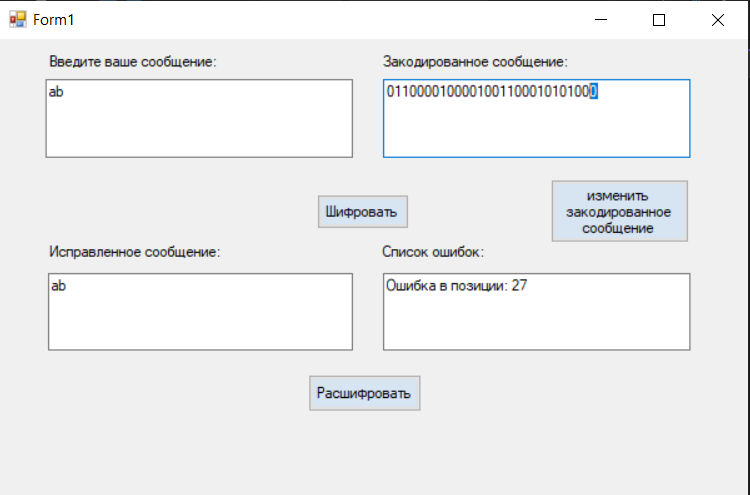 Form1
Введите ваше сообщение:
Закодированное сообщение:
ab
0110000100001001100010101000
Шифровать
изменить
закодированное
сообщение
Исправленное сообщение:
Список ошибок:
ab
Ошибка в позиции: 27
Расшифровать